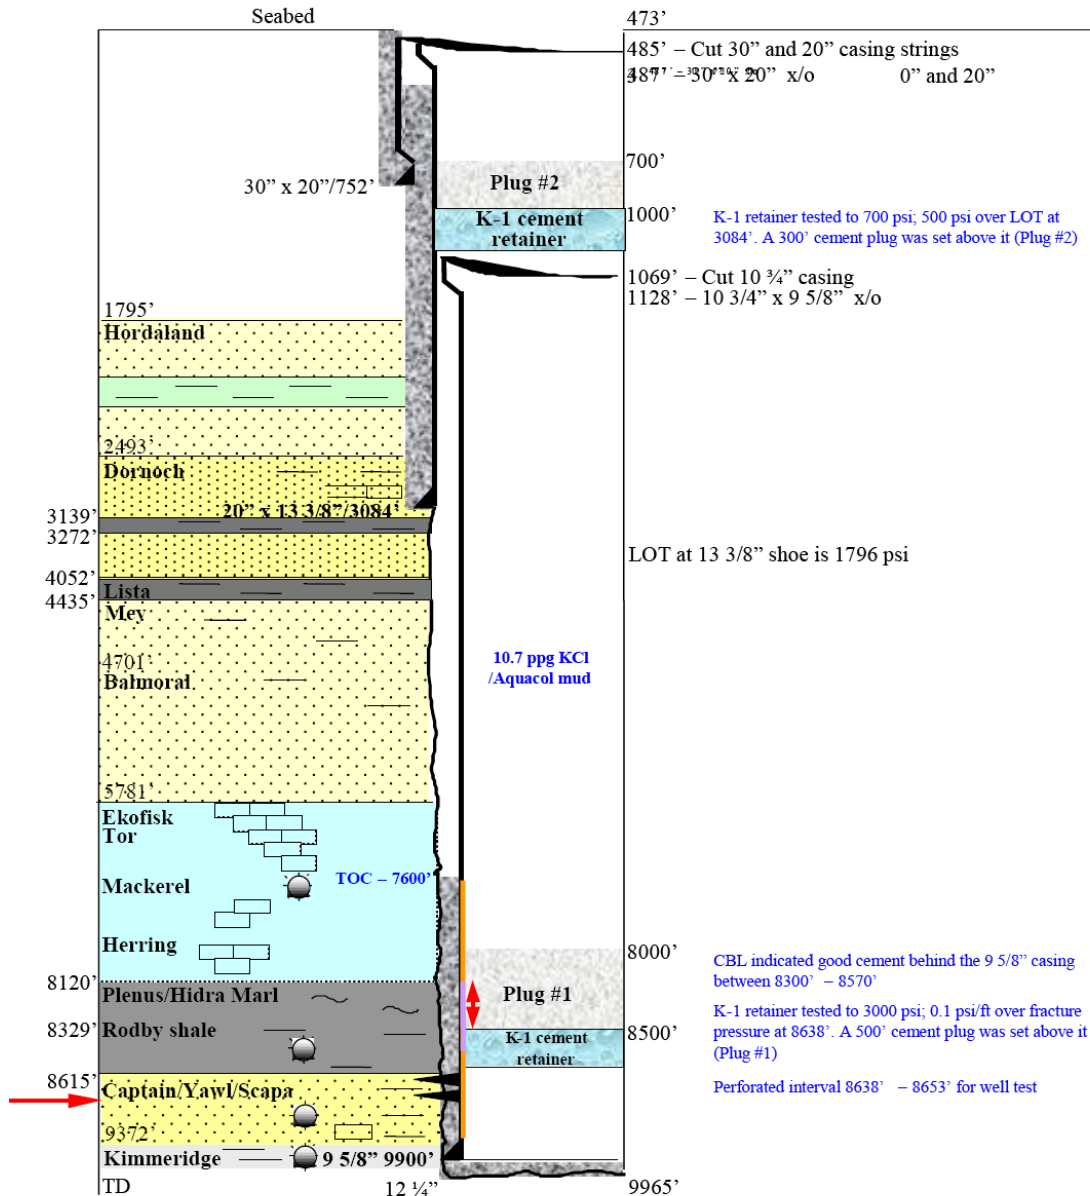 Seabed
473’
485’ – Cut 30” and 20” casing strings
487’ – 30” x 20” x/o
0” and 20”
700’
Plug #2
30” x 20”/752’
1000’
K-1 cement
retainer
K-1 retainer tested to 700 psi; 500 psi over LOT at
3084’. A 300’ cement plug was set above it (Plug #2)
1069’ – Cut 10 ¾” casing
1128’ – 10 3/4” x 9 5/8” x/o
1795’
Hordaland
2493’
Dornoch
20” x 13 3/8”/3084’
3139’
3272’
LOT at 13 3/8” shoe is 1796 psi
4052’
Lista
4435’
Mey
4701’
Balmoral
10.7 ppg KCl
/Aquacol mud
5781’
Ekofisk
Tor
TOC – 7600’
Mackerel
Herring
8000’
CBL indicated good cement behind the 9 5/8” casing
between 8300’ – 8570’
8120’
Plenus/Hidra Marl
Plug #1
K-1 retainer tested to 3000 psi; 0.1 psi/ft over fracture
pressure at 8638’. A 500’ cement plug was set above it
(Plug #1)
8329’
Rodby shale
8500’
K-1 cement
retainer
8615’
Captain/Yawl/Scapa
Perforated interval 8638’ – 8653’ for well test
9372’
Kimmeridge
9 5/8” 9900’
TD
12 ¼”
9965’